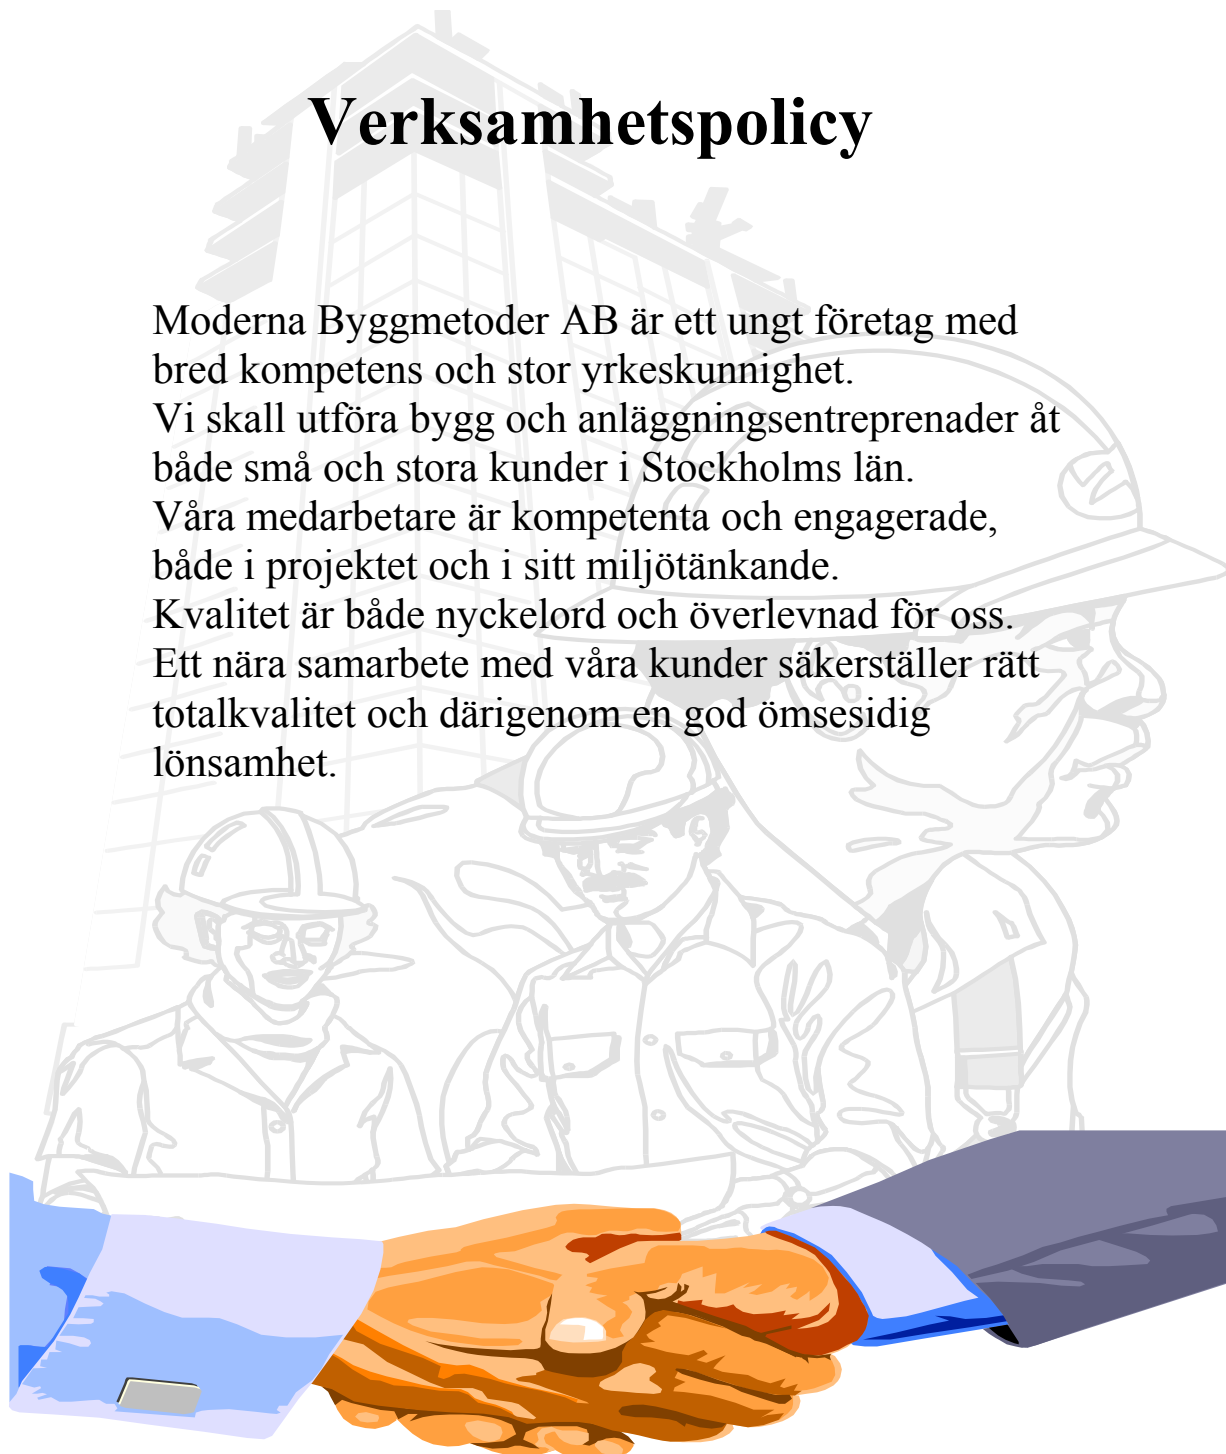 Verksamhetspolicy
Moderna Byggmetoder AB är ett ungt företag med
bred kompetens och stor yrkeskunnighet.
Vi skall utföra bygg och anläggningsentreprenader åt
både små och stora kunder i Stockholms län.
Våra medarbetare är kompetenta och engagerade,
både i projektet och i sitt miljötänkande.
Kvalitet är både nyckelord och överlevnad för oss.
Ett nära samarbete med våra kunder säkerställer rätt
totalkvalitet och därigenom en god ömsesidig
lönsamhet.